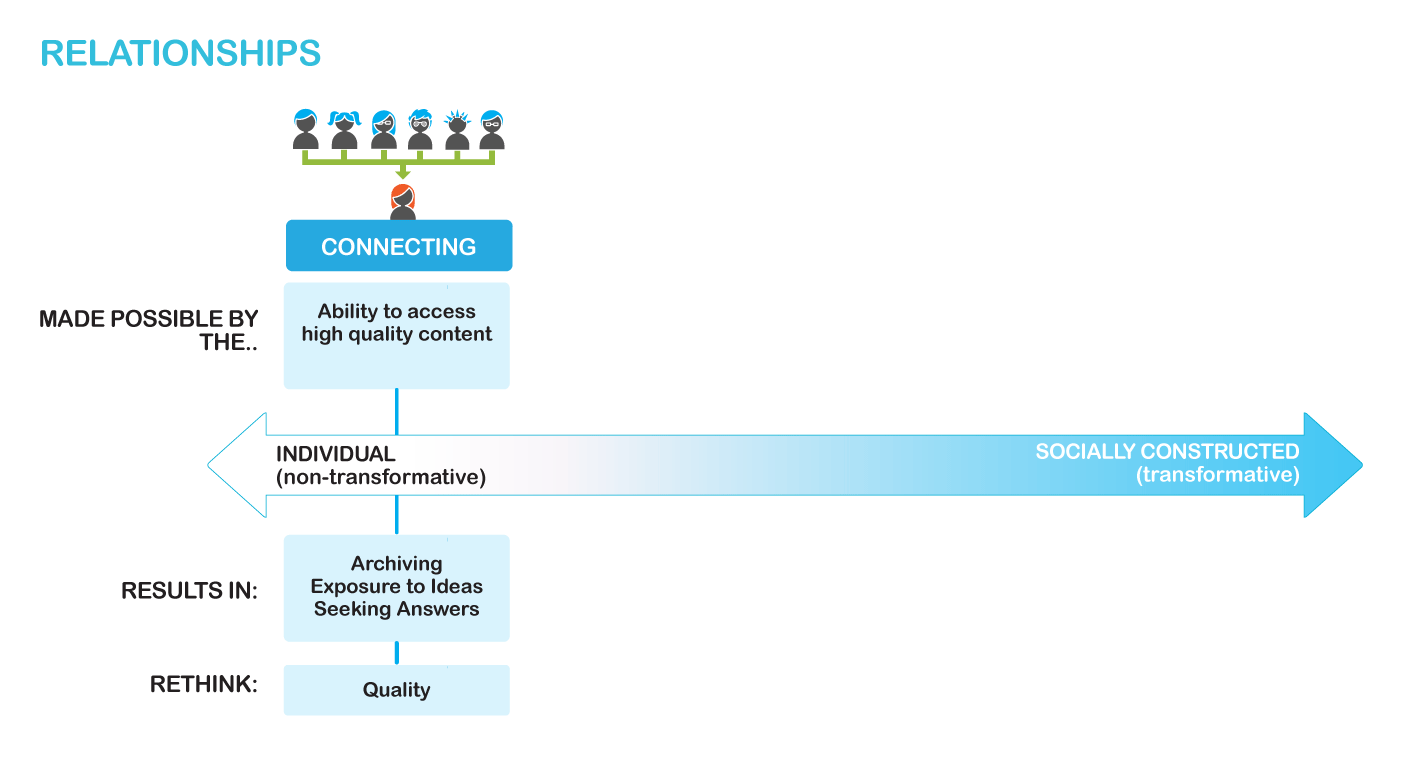 RELATIONSHIPS
CONNECTING
MADE POSSIBLE BY
THE..
Ability to access
high quality content
INDIVIDUAL
(non-transformative)
SOCIALLY CONSTRUCTED
(transformative)
RESULTS IN:
Archiving
Exposure to Ideas
Seeking Answers
RETHINK:
Quality